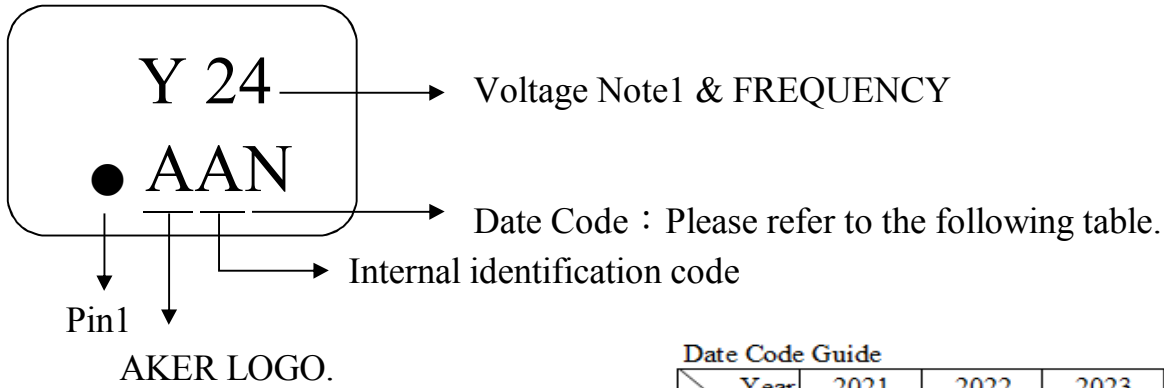 Y 24
Voltage Note1 & FREQUENCY
● AAN
Date Code：Please refer to the following table.
Internal identification code
Pin1
AKER LOGO.
Date Code Guide
Year 2021 2022 2023